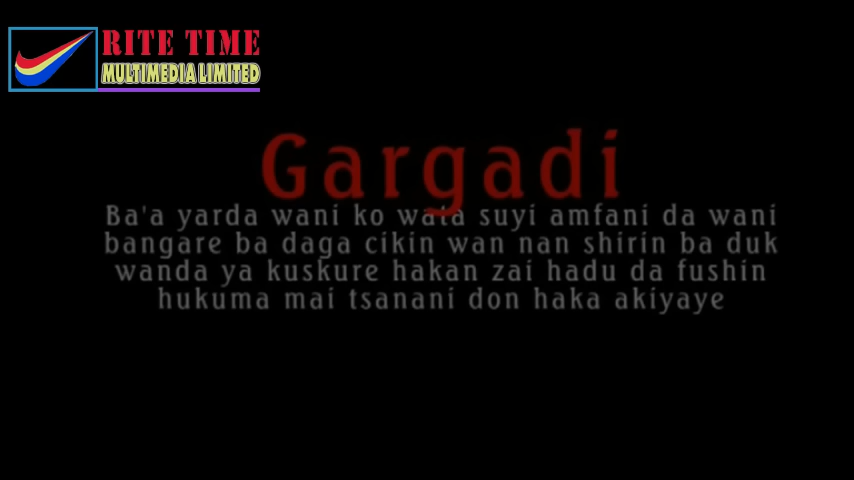 RITE TIME
MULTIMEDIA LIMITED
Gargadi
Ba'a yarda wani ko wata suyi amfani da wani
bangare ba daga cikin wan nan shirin ba duk
wanda ya kuskure hakan zai hadu da fushin
hukuma mai tsanani don haka akiyaye